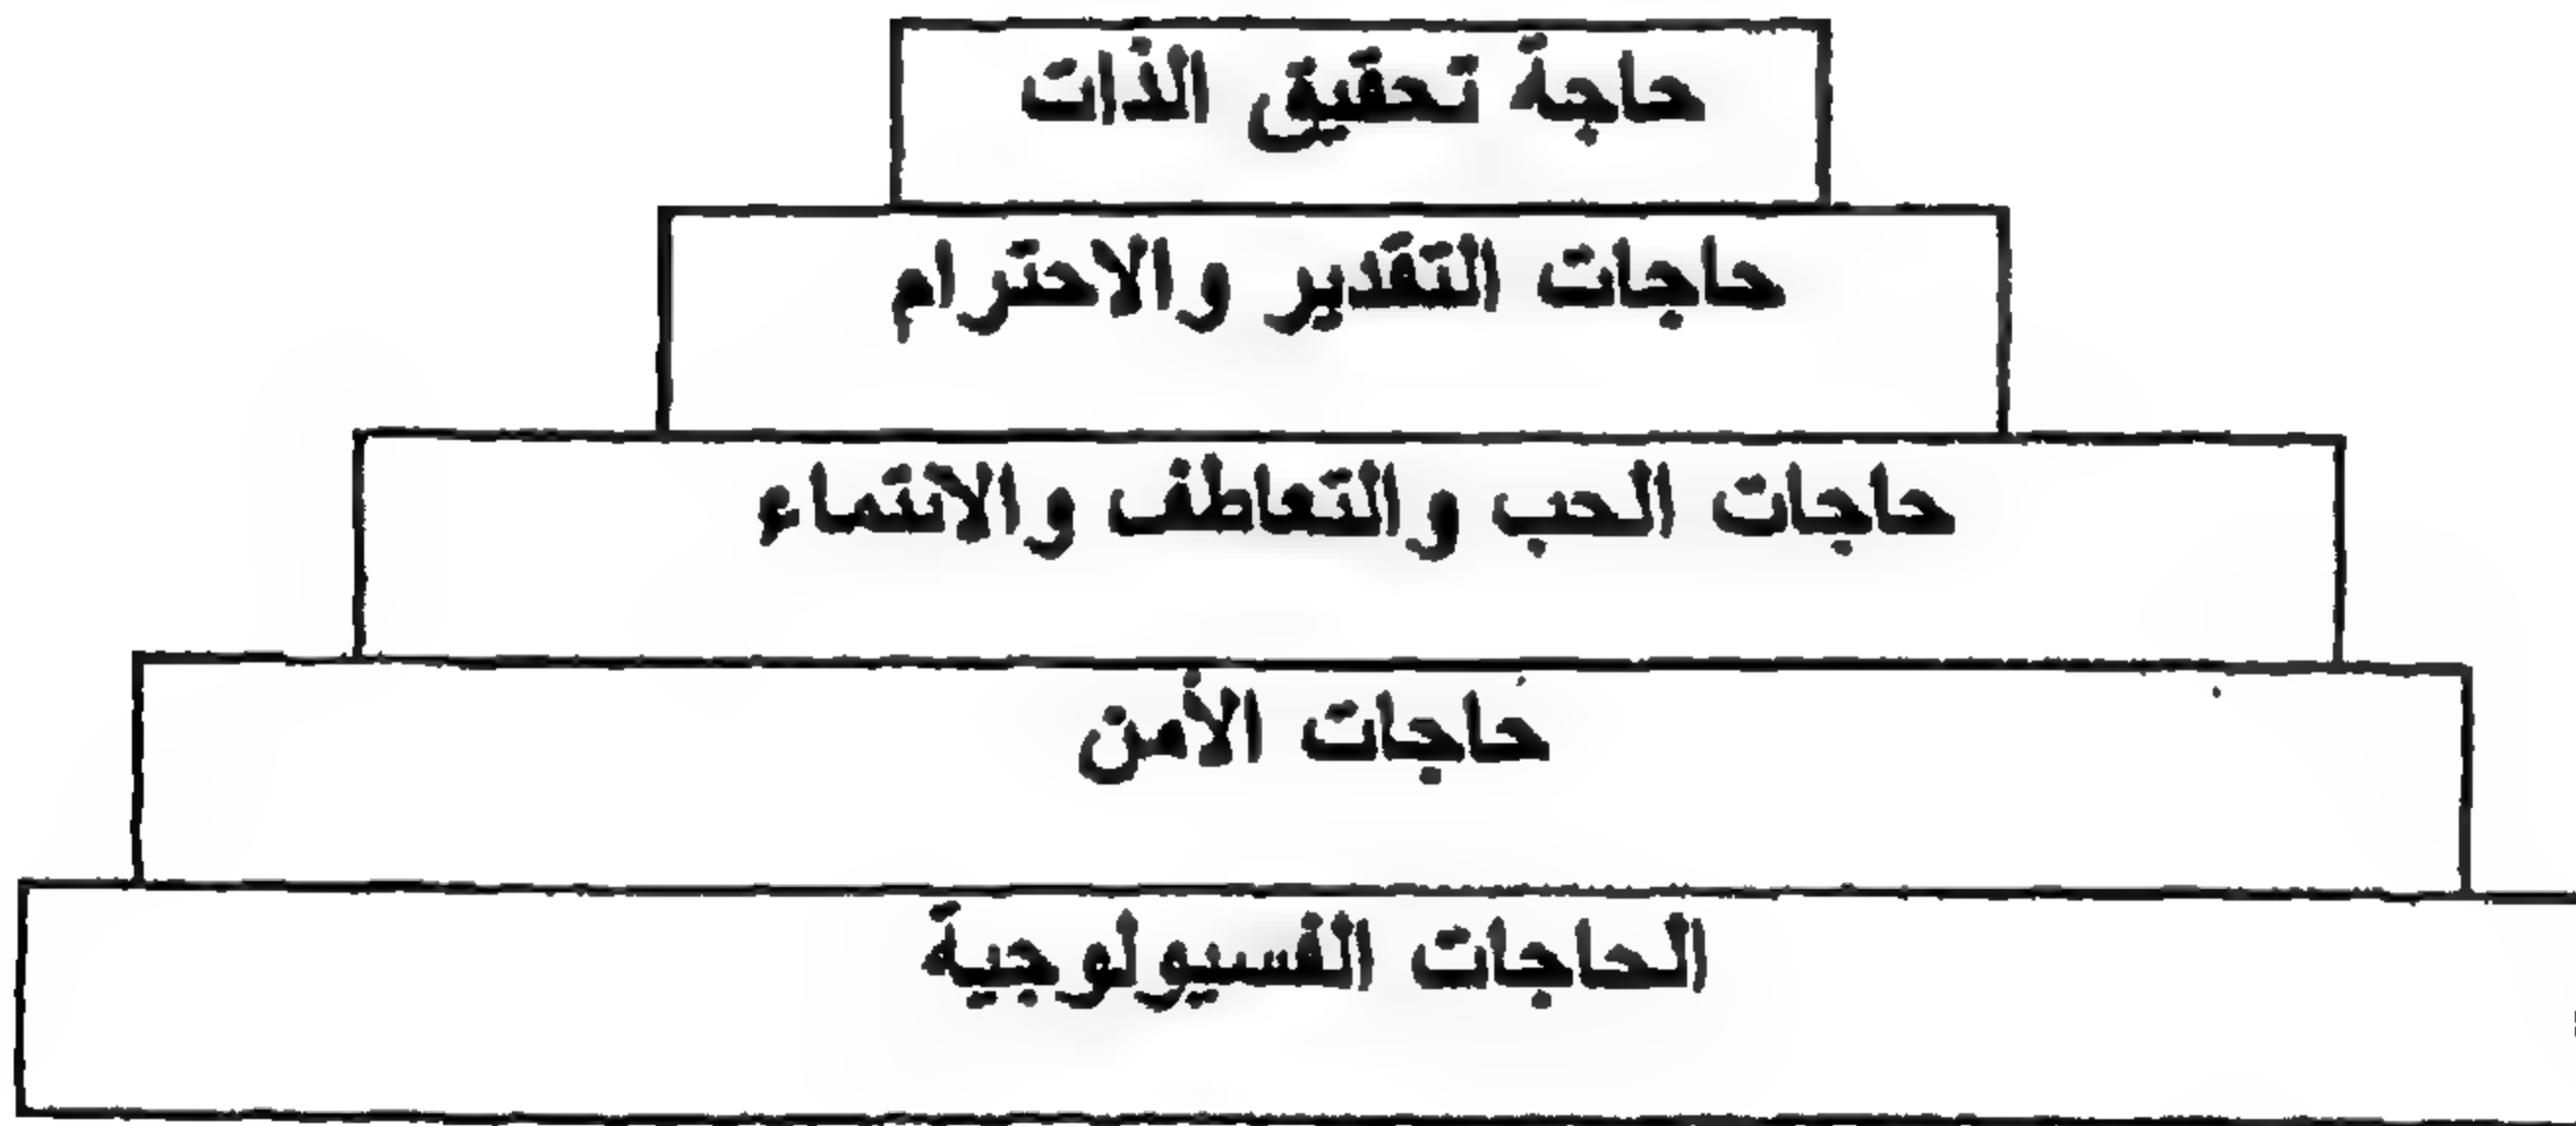 حاجة تحقيق الذات
حاجات التقدير والاحترام
حاجات الحب والتعاطف والانتماء
حاجات الأمن
الحاجات الفسيولوجية